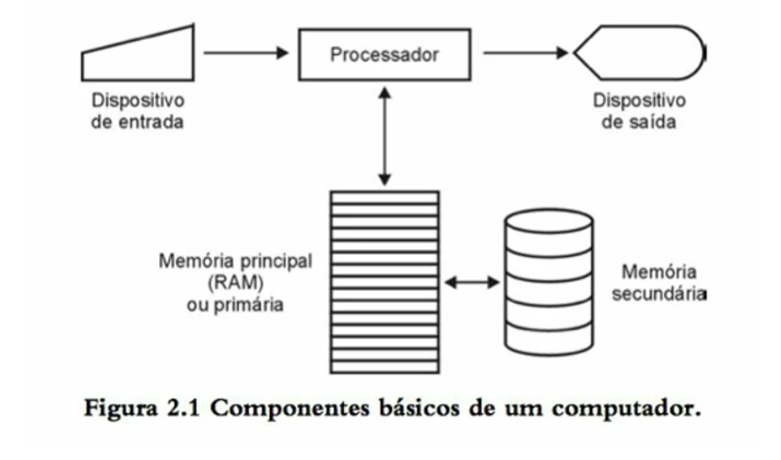 Processador
Dispositivo
de entrada
Dispositivo
de saída
Memória principal
(RAM)
ou primária
Memória
secundária
Figura 2.1 Componentes básicos de um computador.